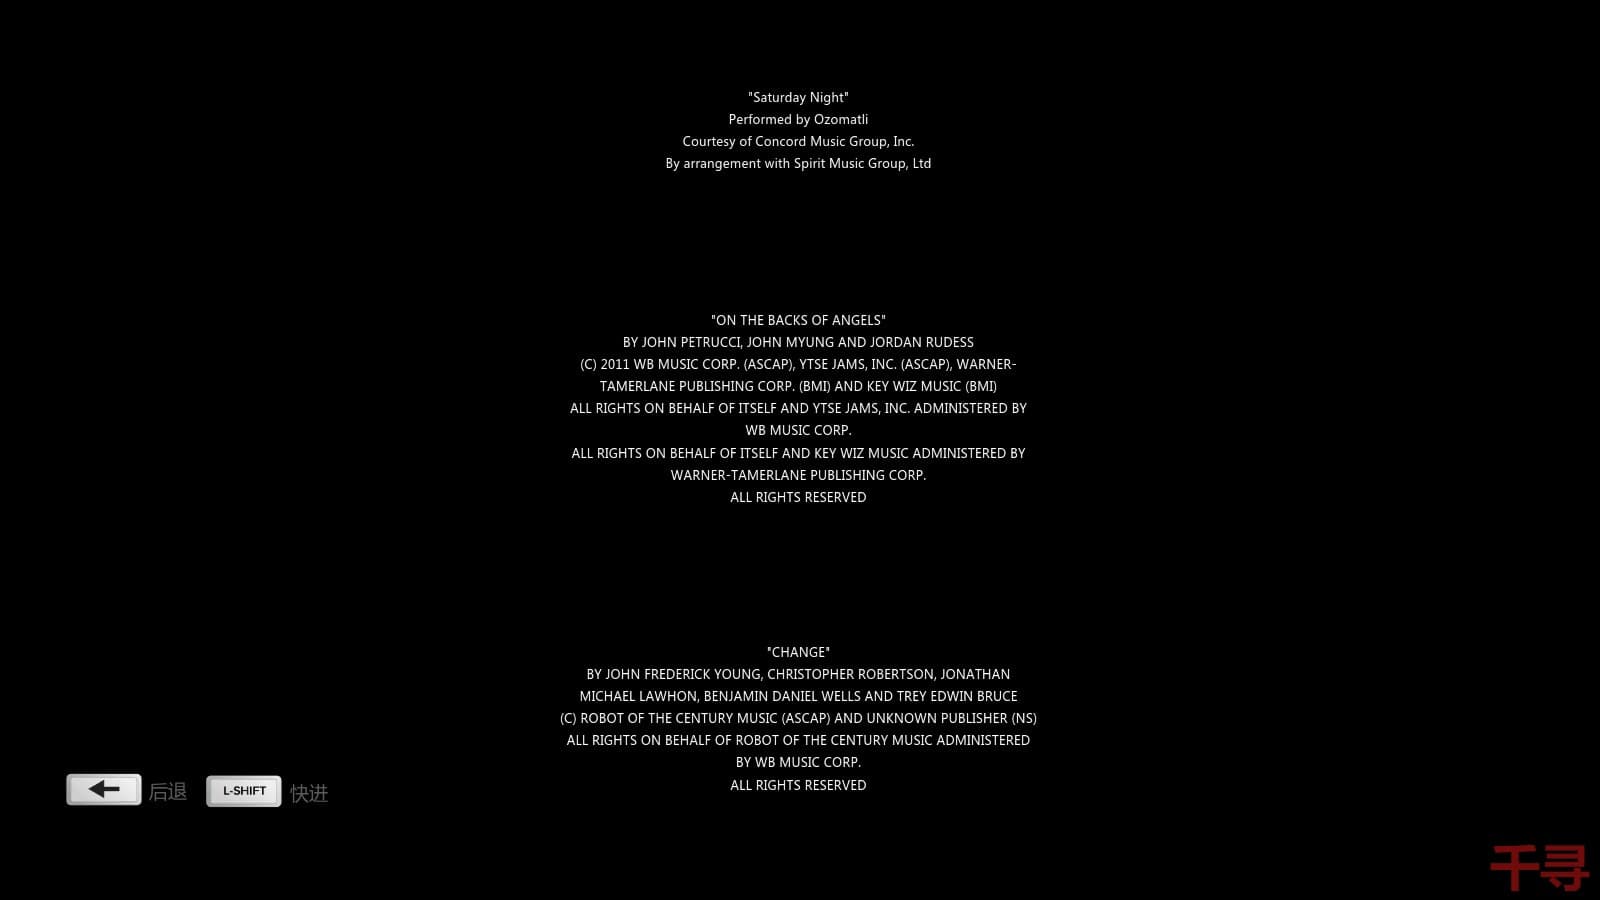 "Saturday Night"
Performed by Ozomatli
Courtesy of Concord Music Group, Inc.
By arrangement with Spirit Music Group, Ltd
"ON THE BACKS OF ANGELS"
BY JOHN PETRUCCI, JOHN MYUNG AND JORDAN RUDESS
(C) 2011 WB MUSIC CORP. (ASCAP), YTSE JAMS, INC. (ASCAP), WARNER-
TAMERLANE PUBLISHING CORP. (BMI) AND KEY WIZ MUSIC (BMI)
ALL RIGHTS ON BEHALF OF ITSELF AND YTSE JAMS, INC. ADMINISTERED BY
WB MUSIC CORP.
ALL RIGHTS ON BEHALF OF ITSELF AND KEY WIZ MUSIC ADMINISTERED BY
WARNER-TAMERLANE PUBLISHING CORP.
ALL RIGHTS RESERVED
"CHANGE"
BY JOHN FREDERICK YOUNG, CHRISTOPHER ROBERTSON, JONATHAN
MICHAEL LAWHON, BENJAMIN DANIEL WELLS AND TREY EDWIN BRUCE
(C) ROBOT OF THE CENTURY MUSIC (ASCAP) AND UNKNOWN PUBLISHER (NS)
ALL RIGHTS ON BEHALF OF ROBOT OF THE CENTURY MUSIC ADMINISTERED
BY WB MUSIC CORP.
ALL RIGHTS RESERVED
后退 L-SHIFT 快进
千寻